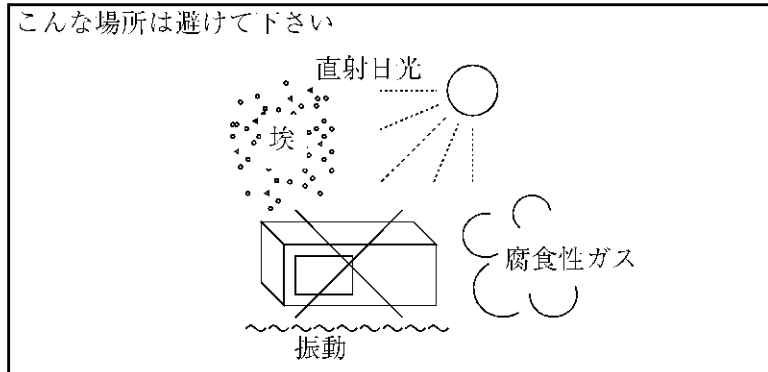 こんな場所は避けて下さい
直射日光
埃
腐食性ガス
振動